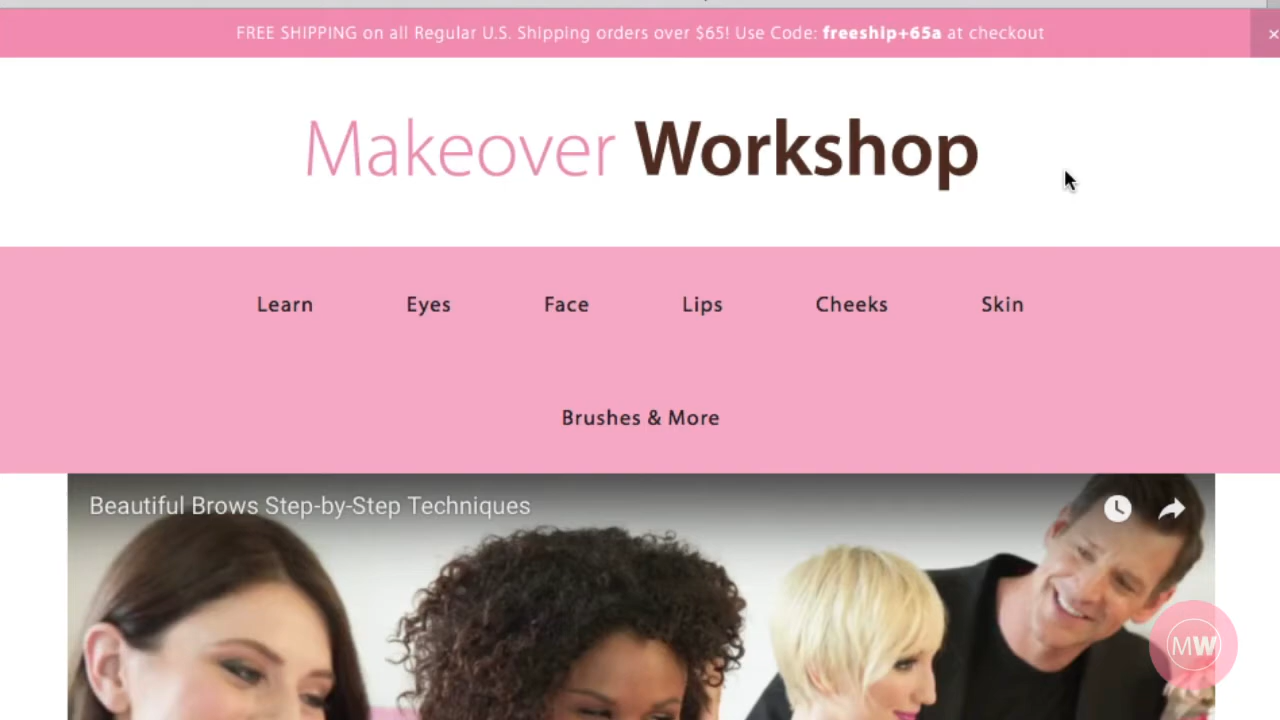 FREE SHIPPING on all Regular U.S. Shipping orders over $65! Use Code: freeship+65a at checkout ×
Makeover Workshop
Learn Eyes Face Lips Cheeks Skin
Brushes & More
Beautiful Brows Step-by-Step Techniques
MW